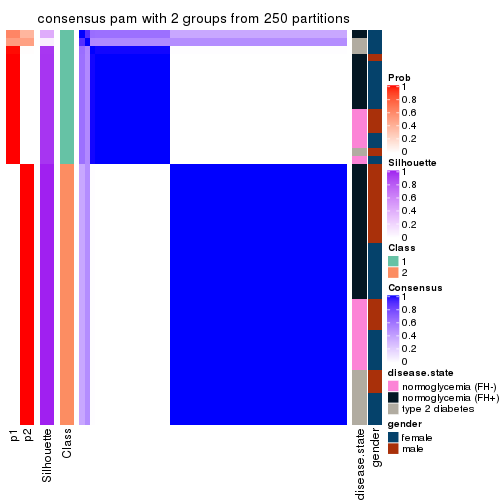 consensus pam with 2 groups from 250 partitions
Prob
1
0.8
0.6
0.4
0.2
0
Silhouette
1
0.8
0.6
0.4
0.2
0
Class
1
2
Consensus
1
0.8
0.6
0.4
0.2
0
disease.state
normoglycemia (FH-)
normoglycemia (FH+)
type 2 diabetes
gender
female
male
p1
p2
Silhouette
Class
disease.state
gender